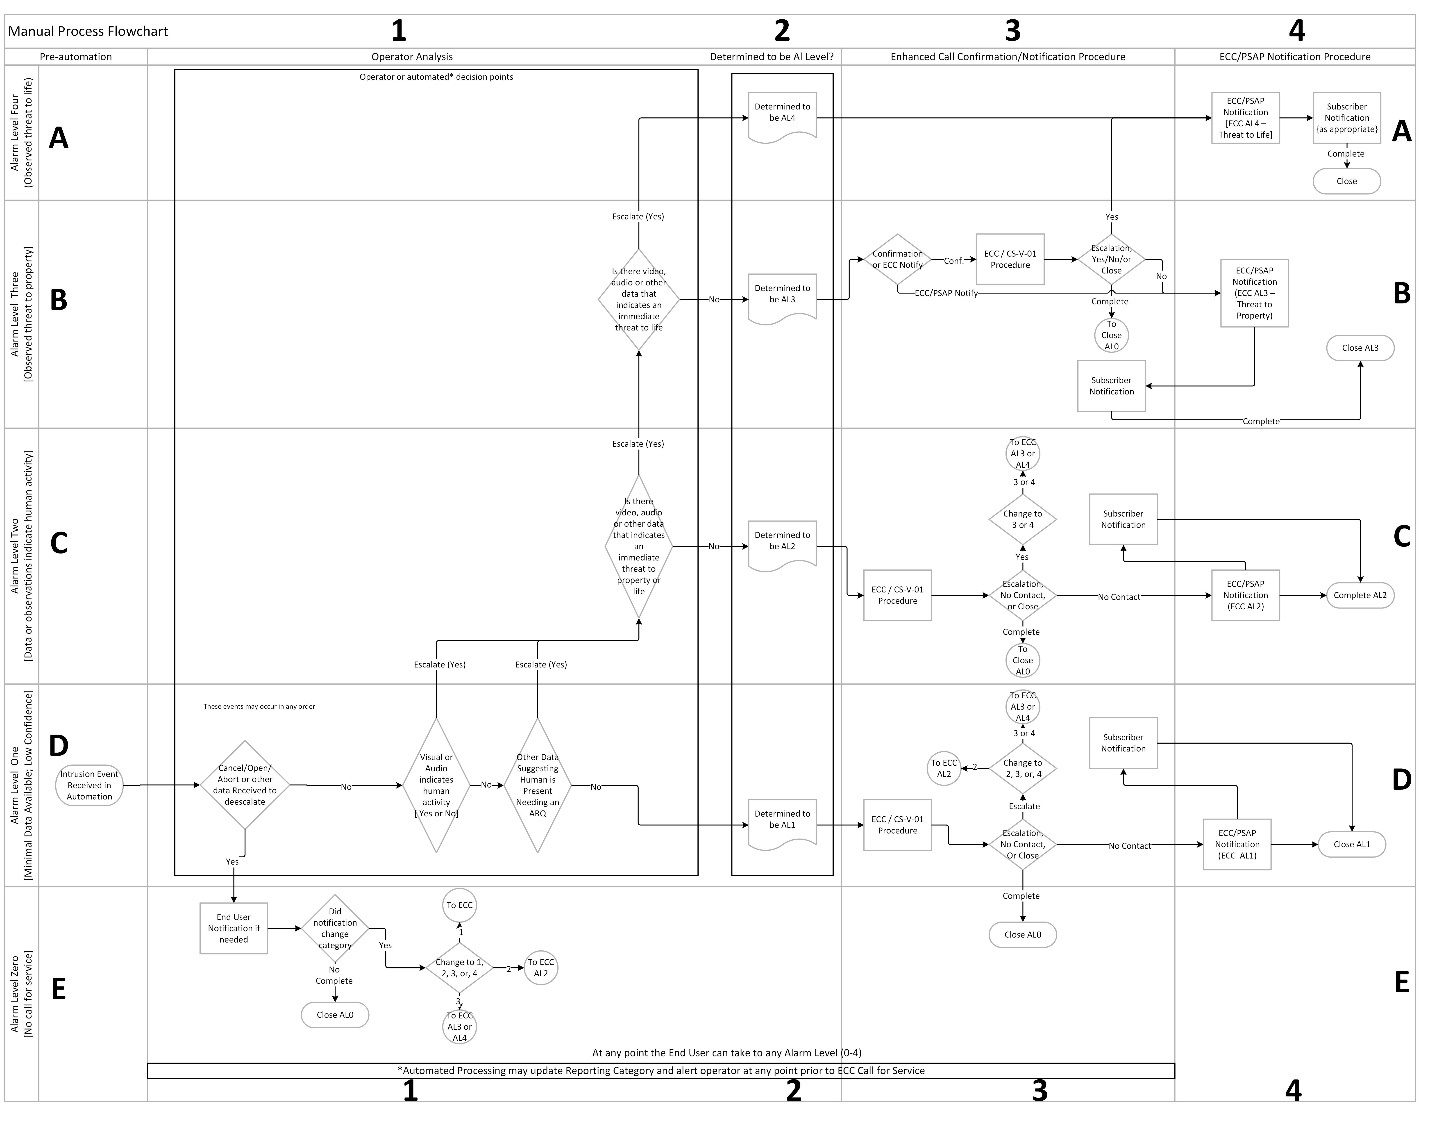 Manual Process Flowchart
1
2
3
4
Pre-automation
Operator Analysis
Determined to be Al Level?
Enhanced Call Confirmation/Notification Procedure
ECC/PSAP Notification Procedure
Alarm Level Four
[Observed threat to life]
A
Operator or automated* decision points
Determined to
be AL4
ECC/PSAP
Notification
[ECC AL4 –
Threat to Life]
Subscriber
Notification
(as appropriate)
A
Complete
Close
Alarm Level Three
[Observed threat to property]
B
Escalate (Yes)
Is there video,
audio or other
data that
indicates an
immediate
threat to life
No
Determined to
be AL3
Confirmation
or ECC Notify
Conf.
ECC / CS-V-01
Procedure
Yes
Escalation,
Yes/No/or
Close
No
ECC/PSAP Notify
Complete
To
Close
AL0
ECC/PSAP
Notification
(ECC AL3 –
Threat to
Property)
B
Close AL3
Subscriber
Notification
Complete
Alarm Level Two
[Data or observations indicate human activity]
C
Escalate (Yes)
Is there
video, audio
or other data
that indicates
an
immediate
threat to
property or
life
No
Determined to
be AL2
To ECC
AL3 or
AL4
3 or 4
Change to
3 or 4
Yes
Subscriber
Notification
C
ECC / CS-V-01
Procedure
Escalation,
No Contact,
or Close
No Contact
ECC/PSAP
Notification
(ECC AL2)
Complete AL2
Complete
To
Close
AL0
Escalate (Yes)
Escalate (Yes)
Alarm Level One
[Minimal Data Available; Low Confidence]
D
These events may occur in any order
Intrusion Event
Received in
Automation
Cancel/Open/
Abort or other
data Received to
deescalate
No
Visual or
Audio
indicates
human
activity
[Yes or No]
No
Other Data
Suggesting
Human is
Present
Needing an
ARQ
No
Determined to
be AL1
To ECC
AL3 or
AL4
3 or 4
To ECC
AL2
2
Change to
2, 3, or, 4
Escalate
Subscriber
Notification
D
ECC / CS-V-01
Procedure
Escalation,
No Contact,
Or Close
No Contact
ECC/PSAP
Notification
(ECC AL1)
Close AL1
Yes
Complete
Close AL0
Alarm Level Zero
[No call for service]
E
End User
Notification if
needed
Did
notification
change
category
Yes
No
Complete
Close AL0
To ECC
1
Change to 1,
2, 3, or, 4
2
To ECC
AL2
3
To ECC
AL3 or
AL4
E
At any point the End User can take to any Alarm Level (0-4)
*Automated Processing may update Reporting Category and alert operator at any point prior to ECC Call for Service
1
2
3
4